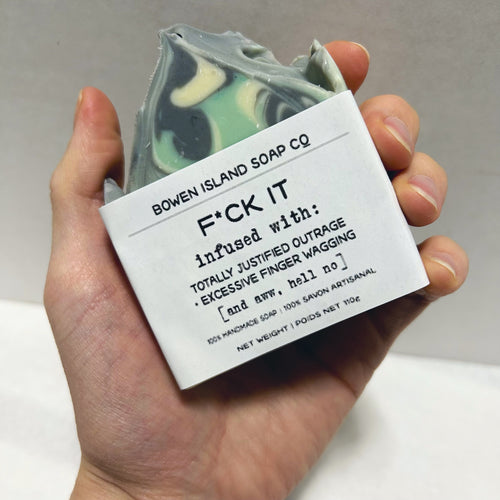 BOWEN ISLAND SOAP CO
F*CK IT
infused with:
TOTALLY JUSTIFIED OUTRAGE
• EXCESSIVE FINGER WAGGING
[and aww, hell no]
100% HANDMADE SOAP | 100% SAVON ARTISANAL
NET WEIGHT | POIDS NET 110g